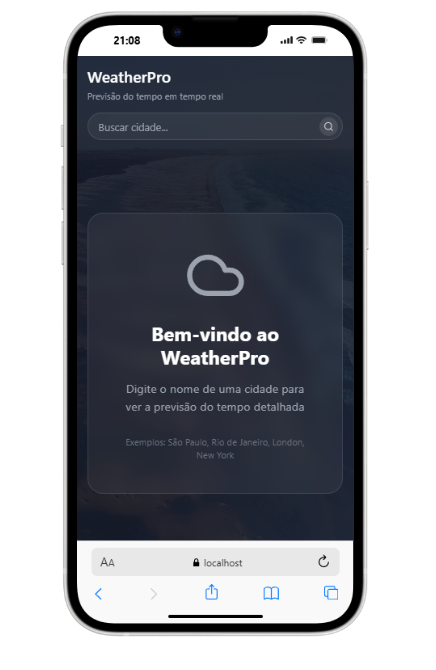 21:08
WeatherPro
Previsão do tempo em tempo real
Buscar cidade...
Bem-vindo ao
WeatherPro
Digite o nome de uma cidade para
ver a previsão do tempo detalhada
Exemplos: São Paulo, Rio de Janeiro, London,
New York
AA
localhost